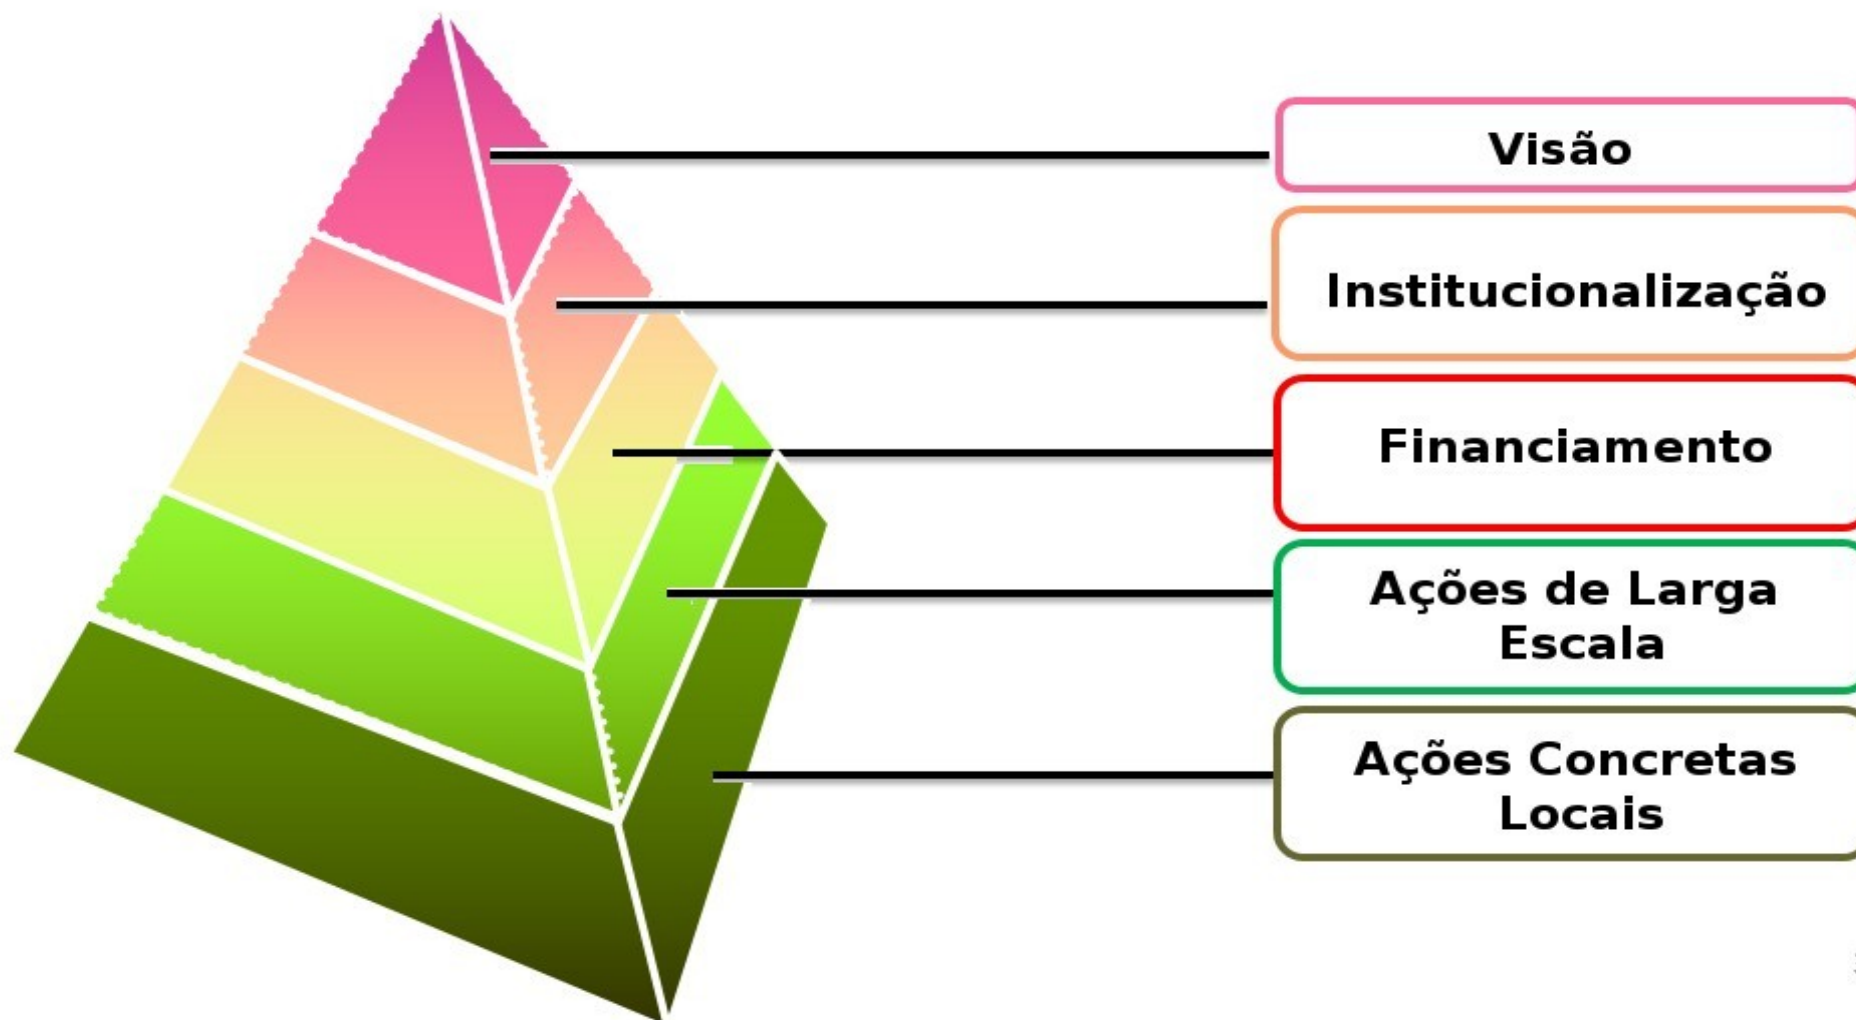 Visão
Institucionalização
Financiamento
Ações de Larga
Escala
Ações Concretas
Locais